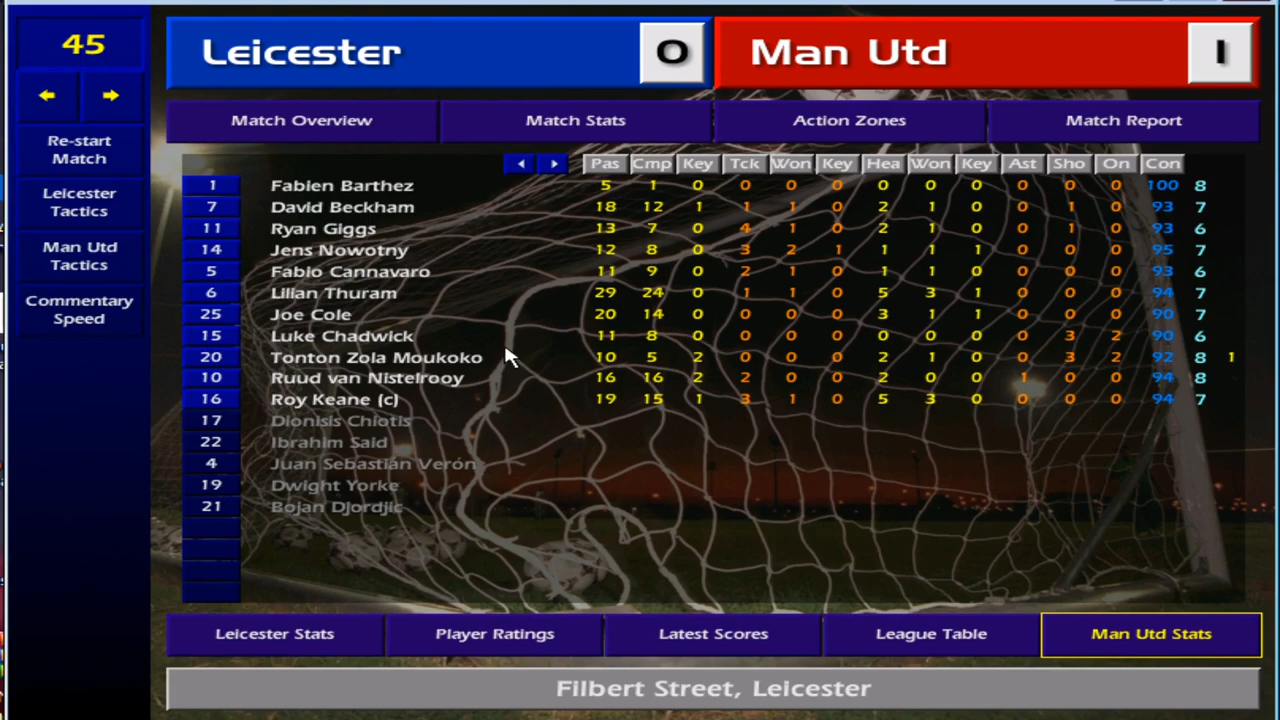 45
Leicester 0 Man Utd 1
Match Overview Match Stats Action Zones Match Report
Re-start Match
Leicester Tactics
Man Utd Tactics
Commentary Speed
Pas Cmp Key Tck Won Key Hea Won Key Ast Sho On Con
1 Fabien Barthez 5 1 0 0 0 0 0 0 0 0 0 0 100 8
7 David Beckham 18 12 1 1 1 0 2 1 0 0 1 0 93 7
11 Ryan Giggs 13 7 0 4 1 0 2 1 0 0 1 0 93 6
14 Jens Nowotny 12 8 0 3 2 1 1 1 1 0 0 0 95 7
5 Fabio Cannavaro 11 9 0 2 1 0 1 1 0 0 0 0 93 6
6 Lilian Thuram 29 24 0 1 1 0 5 3 1 0 0 0 94 7
25 Joe Cole 20 14 0 0 0 0 3 1 1 0 0 0 90 7
15 Luke Chadwick 11 8 0 0 0 0 0 0 0 0 3 2 90 6
20 Tonton Zola Moukoko 10 5 2 0 0 0 2 1 0 0 3 2 92 8 1
10 Ruud van Nistelrooy 16 16 2 2 0 0 2 0 0 1 0 0 94 8
16 Roy Keane (c) 19 15 1 3 1 0 5 3 0 0 0 0 94 7
17 Dionisis Chiotis
22 Ibrahim Said
4 Juan Sebastián Verón
19 Dwight Yorke
21 Bojan Djordjic
Leicester Stats Player Ratings Latest Scores League Table Man Utd Stats
Filbert Street, Leicester